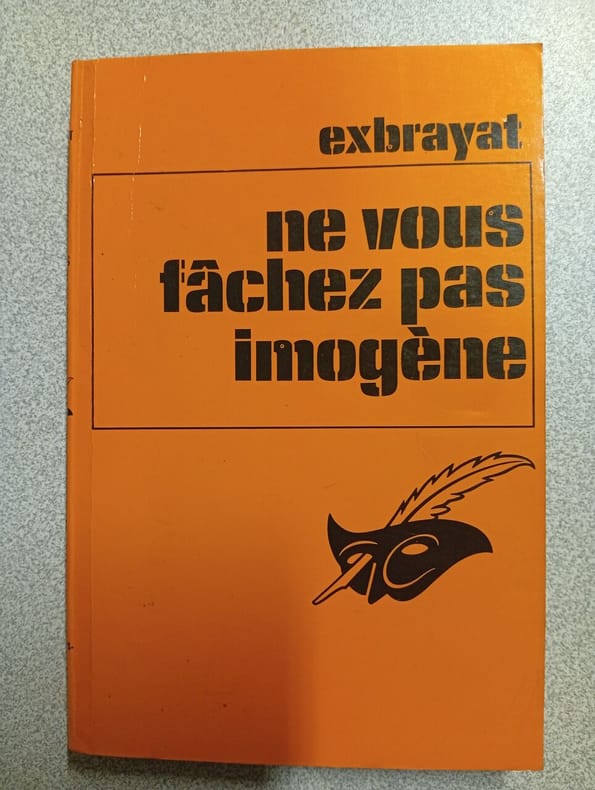 exbrayat
ne vous
fâchez pas
imogène